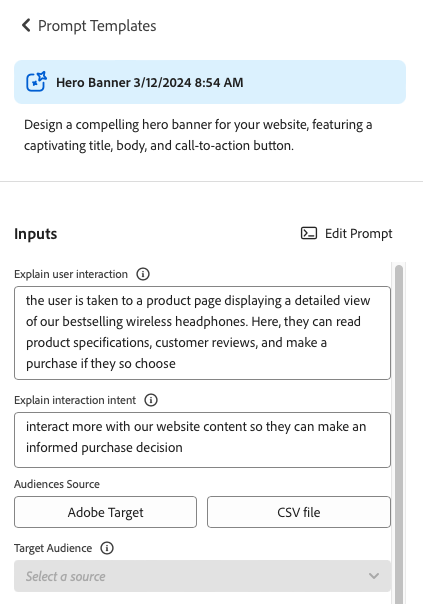 Prompt Templates
Hero Banner 3/12/2024 8:54 AM
Design a compelling hero banner for your website, featuring a
captivating title, body, and call-to-action button.
Inputs
Edit Prompt
Explain user interaction
the user is taken to a product page displaying a detailed view
of our bestselling wireless headphones. Here, they can read
product specifications, customer reviews, and make a
purchase if they so choose
Explain interaction intent
interact more with our website content so they can make an
informed purchase decision
Audiences Source
Adobe Target
CSV file
Target Audience
Select a source